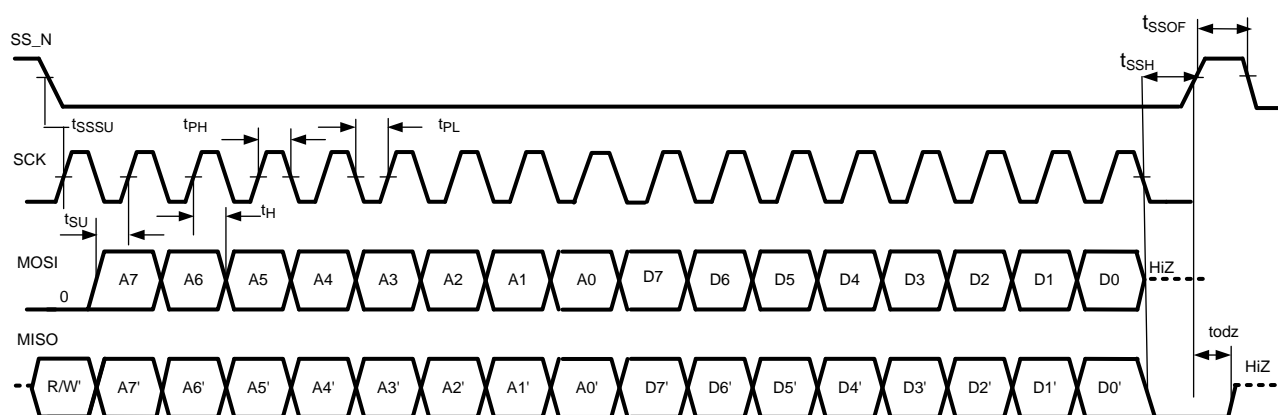 SS_N
tSSOF
tSSH
tSSSU
tPH
tPL
SCK
tSU
tH
MOSI
0
A7 A6 A5 A4 A3 A2 A1 A0 D7 D6 D5 D4 D3 D2 D1 D0
HiZ
MISO
todz
HiZ
R/W' A7' A6' A5' A4' A3' A2' A1' A0' D7' D6' D5' D4' D3' D2' D1' D0'